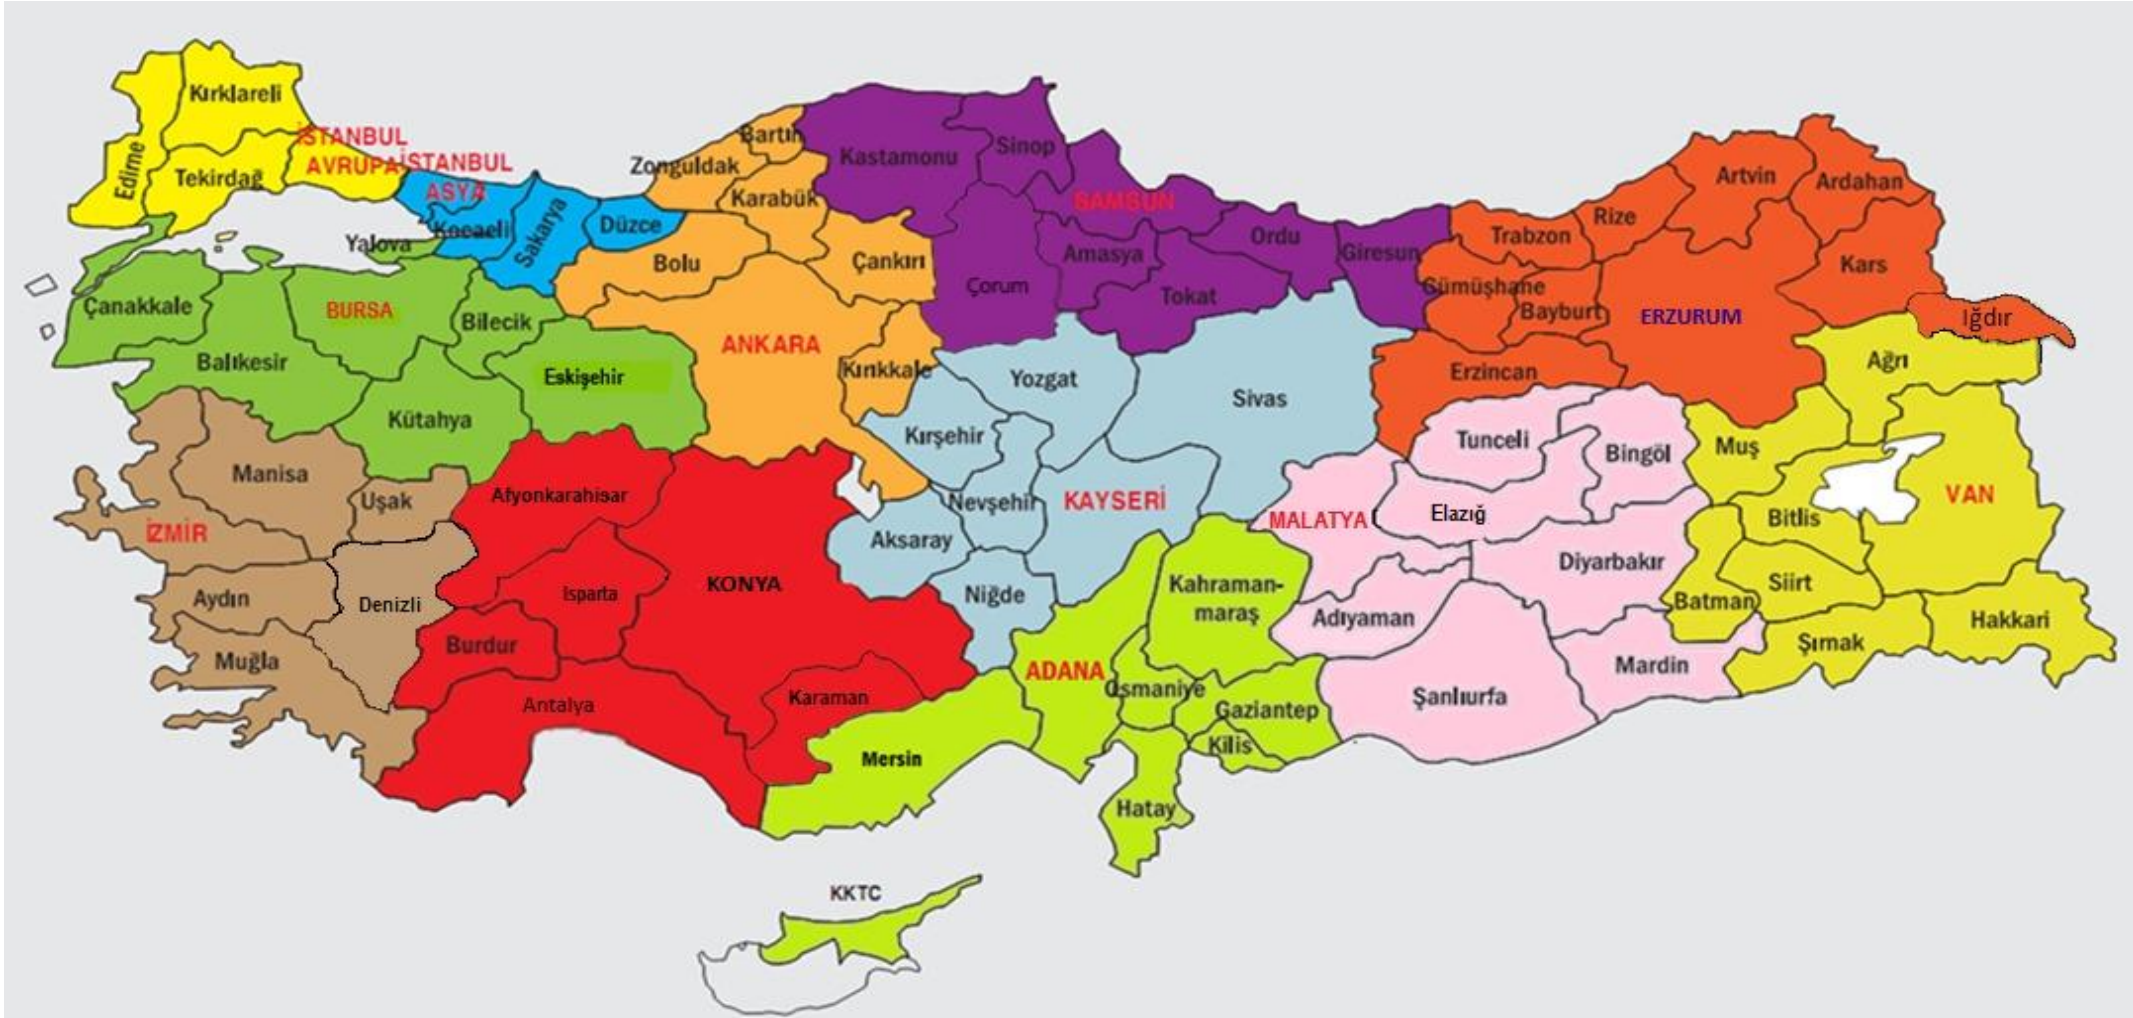 Kırklareli
Edirne
Tekirdağ
İSTANBUL
AVRUPA
İSTANBUL
ASYA
Kocaeli
Sakarya
Düzce
Yalova
Zonguldak
Bartın
Karabük
Bolu
Çankırı
Kastamonu
Sinop
SAMSUN
Amasya
Çorum
Tokat
Ordu
Giresun
Trabzon
Rize
Artvin
Ardahan
Kars
Gümüşhane
Bayburt
ERZURUM
Iğdır
Erzincan
Ağrı
Çanakkale
BURSA
Bilecik
Balıkesir
Eskişehir
Kütahya
ANKARA
Kırıkkale
Yozgat
Sivas
Kırşehir
Nevşehir
KAYSERİ
Aksaray
Niğde
Tunceli
Bingöl
Muş
MALATYA
Elazığ
Bitlis
VAN
Diyarbakır
Batman
Siirt
Adıyaman
Mardin
Şırnak
Hakkari
Şanlıurfa
Manisa
Uşak
İZMİR
Aydın
Denizli
Muğla
Afyonkarahisar
Isparta
KONYA
Burdur
Antalya
Karaman
Mersin
ADANA
Kahraman-
maraş
Osmaniye
Gaziantep
Kilis
Hatay
KKTC